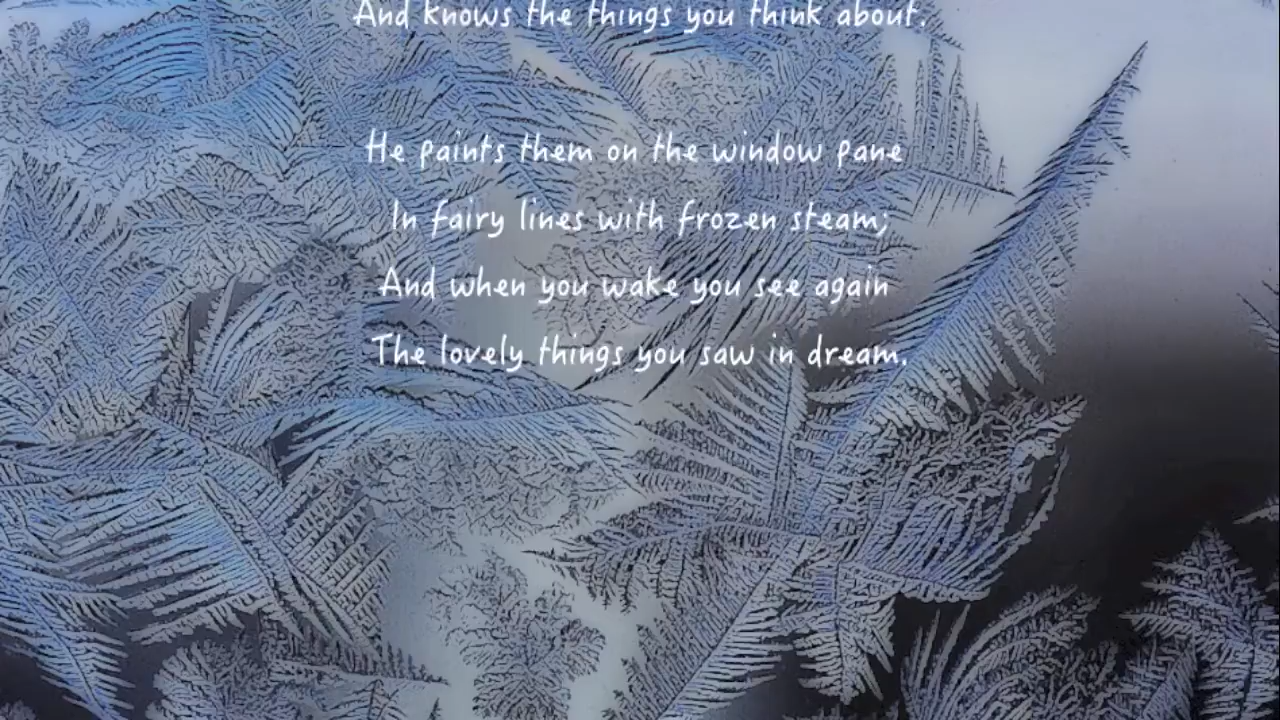 And knows the things you think about.
He paints them on the window pane
In fairy lines with frozen steam;
And when you wake you see again
The lovely things you saw in dream.